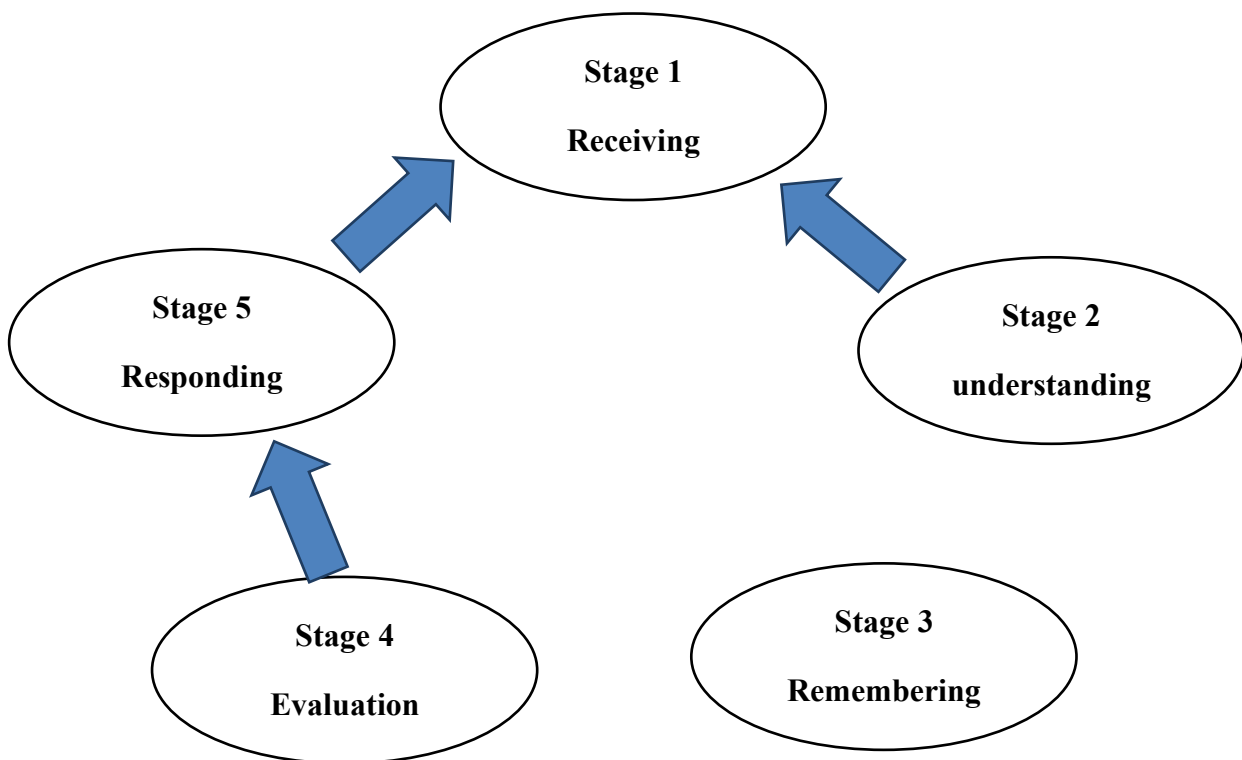 Stage 1
Receiving
Stage 5
Responding
Stage 2
understanding
Stage 4
Evaluation
Stage 3
Remembering